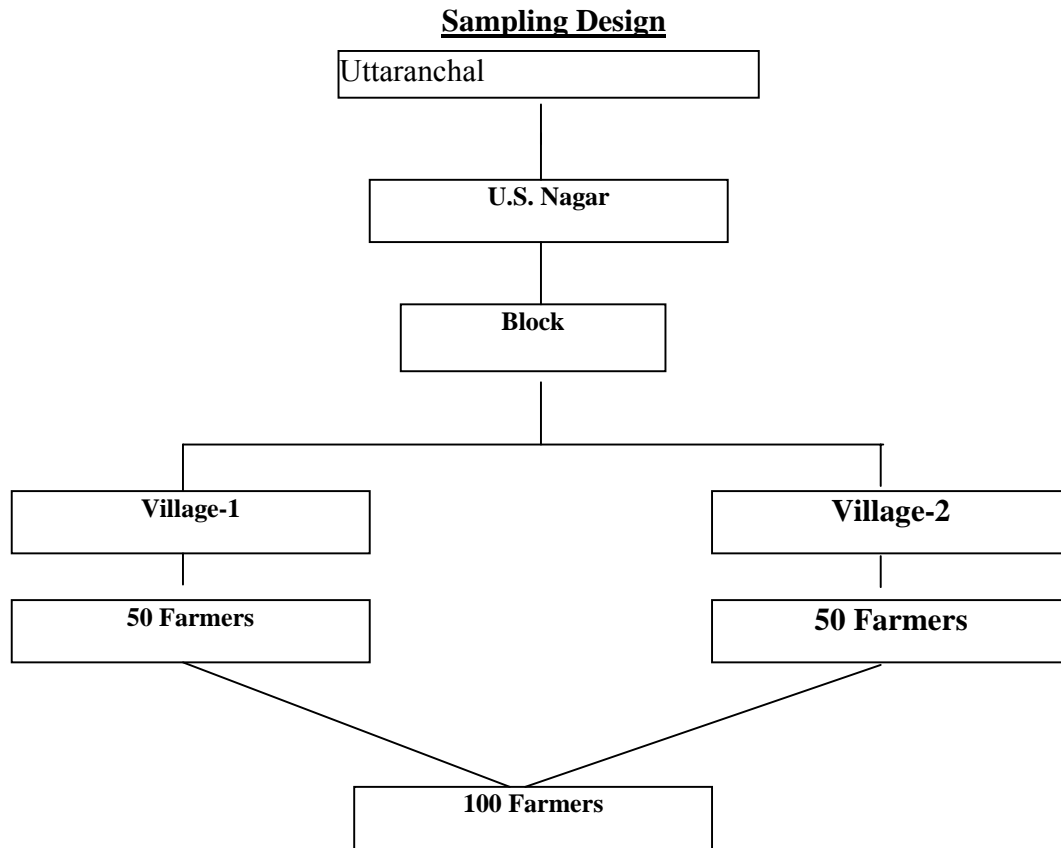 Sampling Design
Uttaranchal
U.S. Nagar
Block
Village-1
Village-2
50 Farmers
50 Farmers
100 Farmers